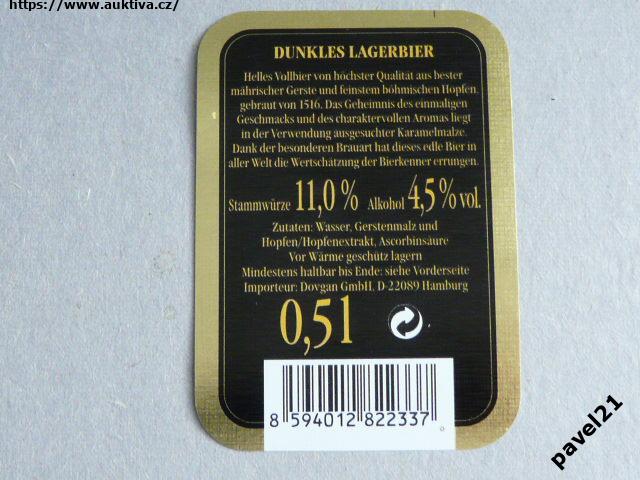 https://www.auktiva.cz/
DUNKLES LAGERBIER
Helles Vollbier von höchster Qualität aus bester
mährischer Gerste und feinstem böhmischen Hopfen,
gebraut von 1516. Das Geheimnis des einmaligen
Geschmacks und des charaktervollen Aromas liegt
in der Verwendung ausgesuchter Karamelmalze.
Dank der besonderen Brauart hat dieses edle Bier in
aller Welt die Wertschätzung der Bierkenner errungen.
Stammwürze 11,0 % Alkohol 4,5 % vol.
Zutaten: Wasser, Gerstenmalz und
Hopfen/Hopfenextrakt, Ascorbinsäure
Vor Wärme geschütz lagern
Mindestens haltbar bis Ende: siehe Vorderseite
Importeur: Dovgan GmbH, D-22089 Hamburg
0,5 l
8 594012 822337
pavel21